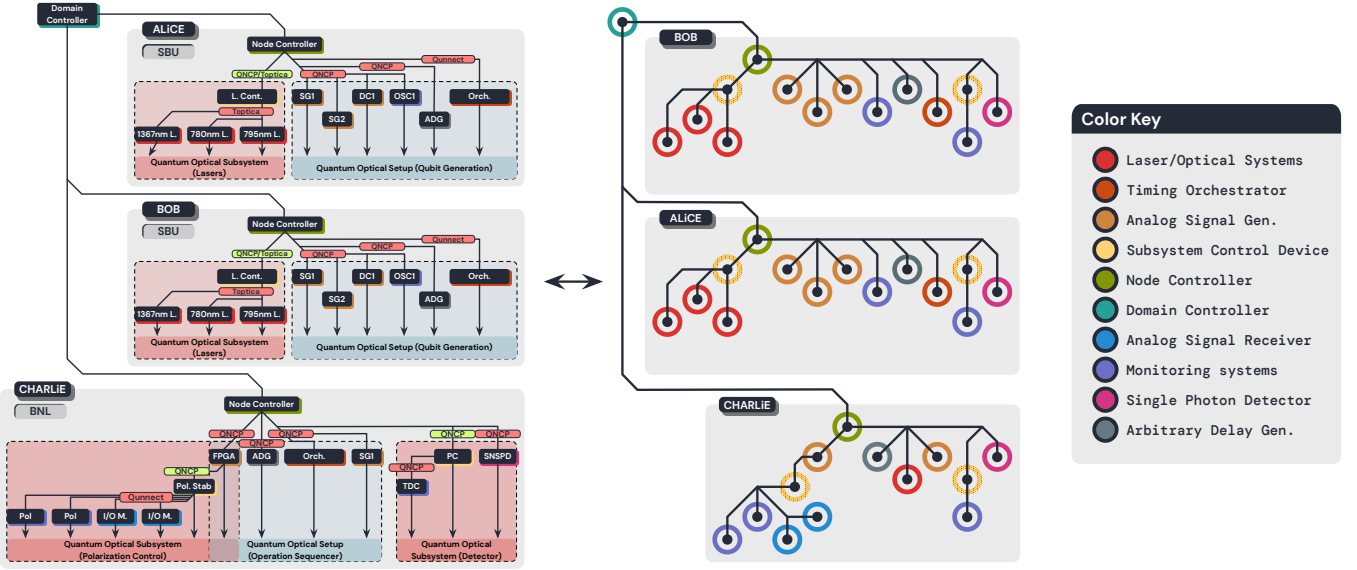 Domain
Controller
ALiCE
SBU
Node Controller
QNCP/Toptica
QNCP
QNCP
Qunnect
L. Cont.
SG1
DC1
OSC1
Orch.
Toptica
SG2
ADG
1367nm L.
780nm L.
795nm L.
Quantum Optical Subsystem
(Lasers)
Quantum Optical Setup (Qubit Generation)
BOB
SBU
Node Controller
QNCP/Toptica
QNCP
QNCP
Qunnect
L. Cont.
SG1
DC1
OSC1
Orch.
Toptica
SG2
ADG
1367nm L.
780nm L.
795nm L.
Quantum Optical Subsystem
(Lasers)
Quantum Optical Setup (Qubit Generation)
CHARLiE
BNL
Node Controller
QNCP
QNCP
QNCP
QNCP
QNCP
FPGA
ADG
Orch.
SG1
PC
SNSPD
QNCP
QNCP
Pol. Stab
TDC
Qunnect
Pol
Pol
I/O M.
I/O M.
Quantum Optical Subsystem
(Polarization Control)
Quantum Optical Setup
(Operation Sequencer)
Quantum Optical
Subsystem (Detector)
BOB
ALiCE
CHARLiE
Color Key
Laser/Optical Systems
Timing Orchestrator
Analog Signal Gen.
Subsystem Control Device
Node Controller
Domain Controller
Analog Signal Receiver
Monitoring systems
Single Photon Detector
Arbitrary Delay Gen.